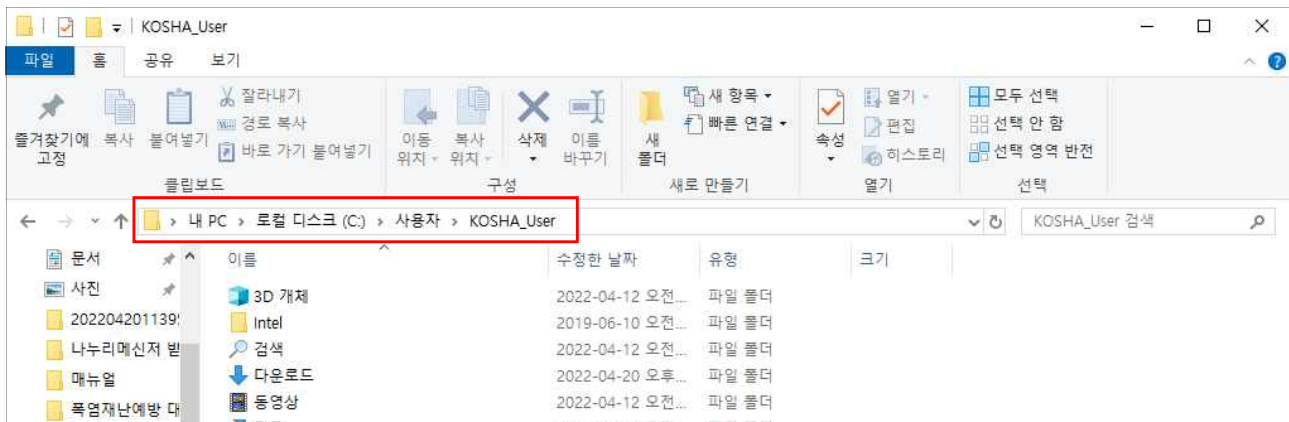 KOSHA_User
파일 홈 공유 보기
즐겨찾기에 고정
복사
붙여넣기
잘라내기
경로 복사
바로 가기 붙여넣기
클립보드
이동 위치
복사 위치
삭제
이름 바꾸기
구성
새 폴더
새 항목
빠른 연결
새로 만들기
속성
열기
편집
히스토리
열기
모두 선택
선택 안 함
선택 영역 반전
선택
내 PC > 로컬 디스크 (C:) > 사용자 > KOSHA_User
KOSHA_User 검색
문서
사진
나누리메신저 받
매뉴얼
폭염재난예방 대
이름 수정한 날짜 유형 크기
3D 개체 2022-04-12 오전... 파일 폴더
Intel 2019-06-10 오전... 파일 폴더
검색 2022-04-12 오전... 파일 폴더
다운로드 2022-04-20 오후... 파일 폴더
동영상 2022-04-12 오전... 파일 폴더